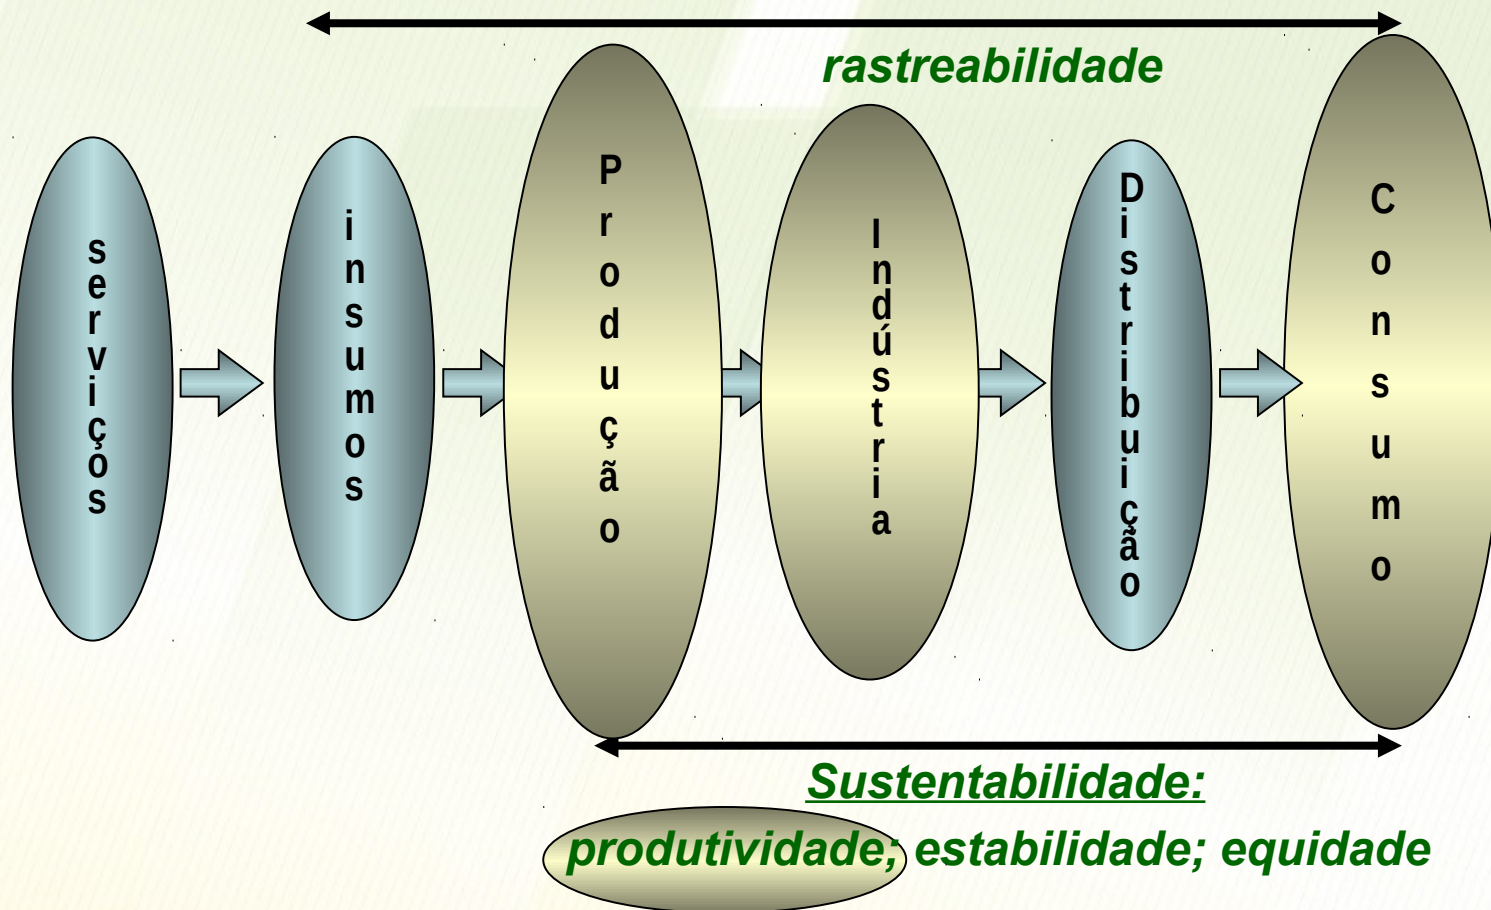 rastreabilidade
serviços
insumos
Produção
Indústria
Distribuição
Consumo
Sustentabilidade:
produtividade; estabilidade; equidade